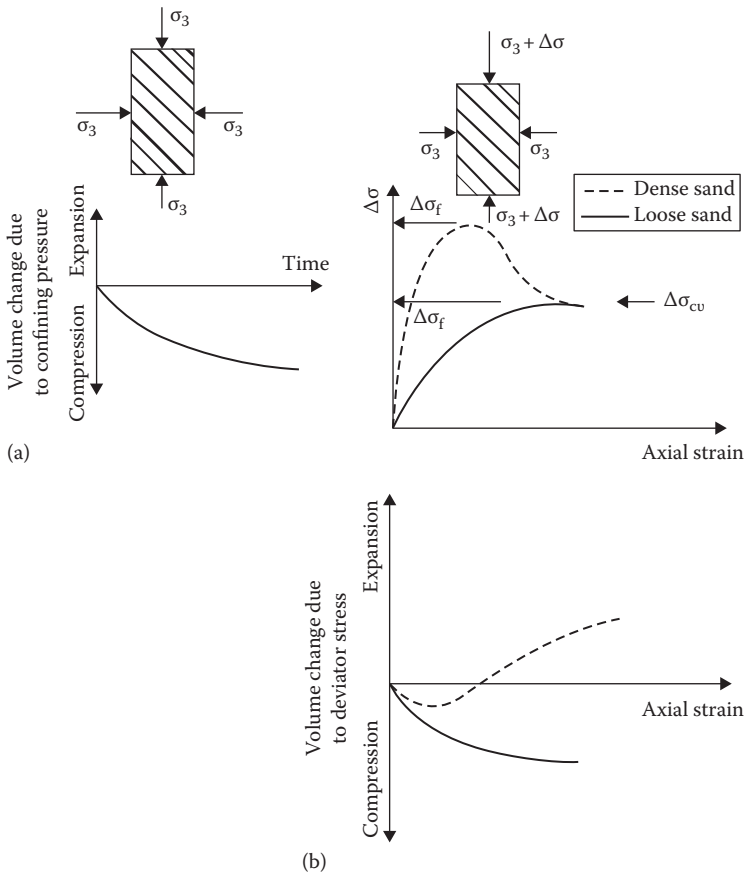 σ3
σ3
σ3
σ3
Volume change due
to confining pressure
Compression Expansion
Time
(a)
σ3 + Δσ
σ3
σ3
σ3 + Δσ
Dense sand
Loose sand
Δσ
Δσf
Δσf
Δσcv
Axial strain
Volume change due
to deviator stress
Compression
Expansion
Axial strain
(b)